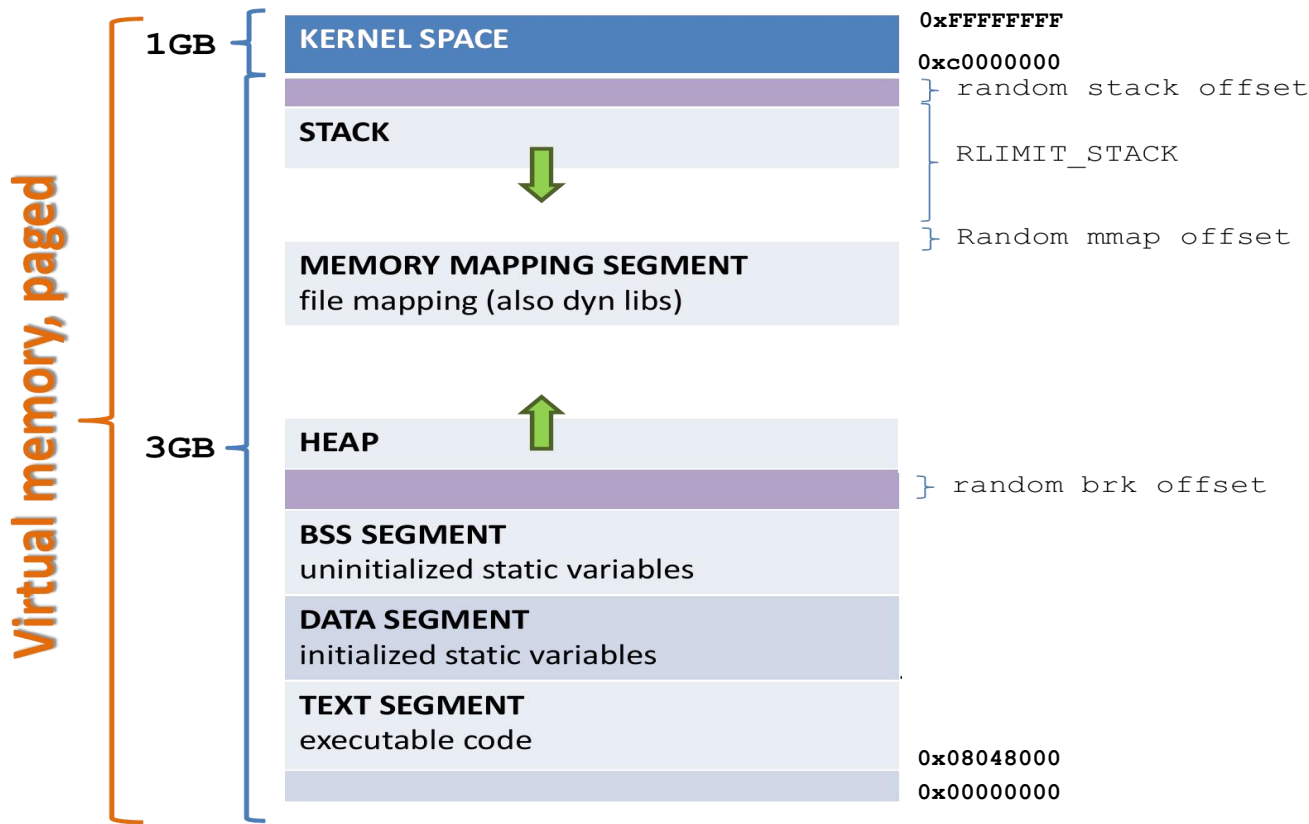 Virtual memory, paged
1GB
KERNEL SPACE
0xFFFFFFFF
0xc0000000
random stack offset
STACK
RLIMIT_STACK
Random mmap offset
MEMORY MAPPING SEGMENT
file mapping (also dyn libs)
3GB
HEAP
random brk offset
BSS SEGMENT
uninitialized static variables
DATA SEGMENT
initialized static variables
TEXT SEGMENT
executable code
0x08048000
0x00000000